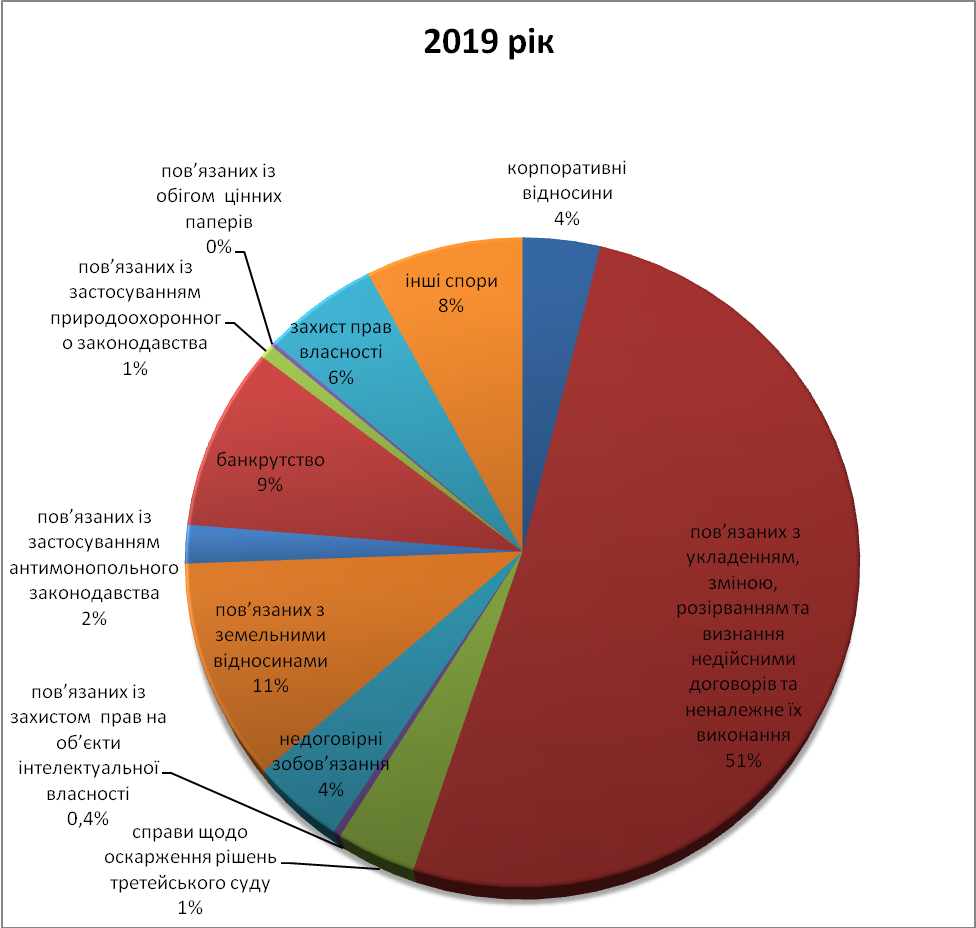 2019 рік
корпоративні
відносини
4%
пов’язаних з
укладенням,
зміною,
розірванням та
визнання
недійсними
договорів та
неналежне їх
виконання
51%
справи щодо
оскарження рішень
третейського суду
1%
пов’язаних із
захистом прав на
об’єкти
інтелектуальної
власності
0,4%
недоговірні
зобов’язання
4%
пов’язаних з
земельними
відносинами
11%
пов’язаних із
застосуванням
антимонопольного
законодавства
2%
банкрутство
9%
пов’язаних із
застосуванням
природоохоронног
о законодавства
1%
пов’язаних із
обігом цінних
паперів
0%
захист прав
власності
6%
інші спори
8%